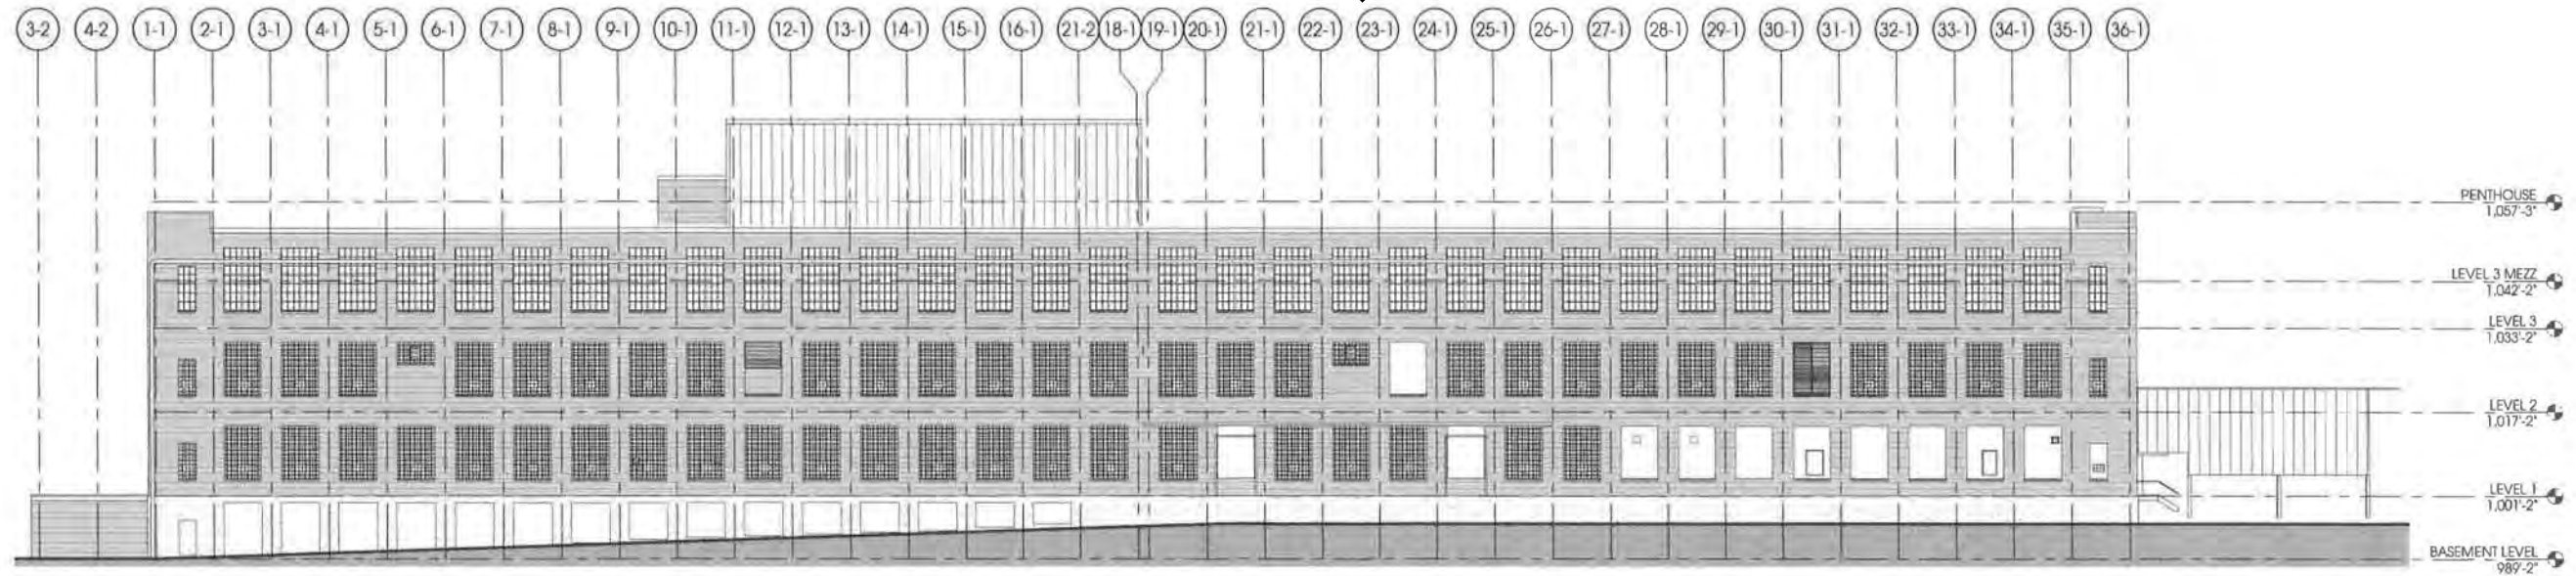 3-2 4-2 1-1 2-1 3-1 4-1 5-1 6-1 7-1 8-1 9-1 10-1 11-1 12-1 13-1 14-1 15-1 16-1 21-2 18-1 19-1 20-1 21-1 22-1 23-1 24-1 25-1 26-1 27-1 28-1 29-1 30-1 31-1 32-1 33-1 34-1 35-1 36-1
PENTHOUSE
1,057'-3"
LEVEL 3 MEZZ
1,042'-2"
LEVEL 3
1,033'-2"
LEVEL 2
1,017'-2"
LEVEL 1
1,001'-2"
BASEMENT LEVEL
989'-2"